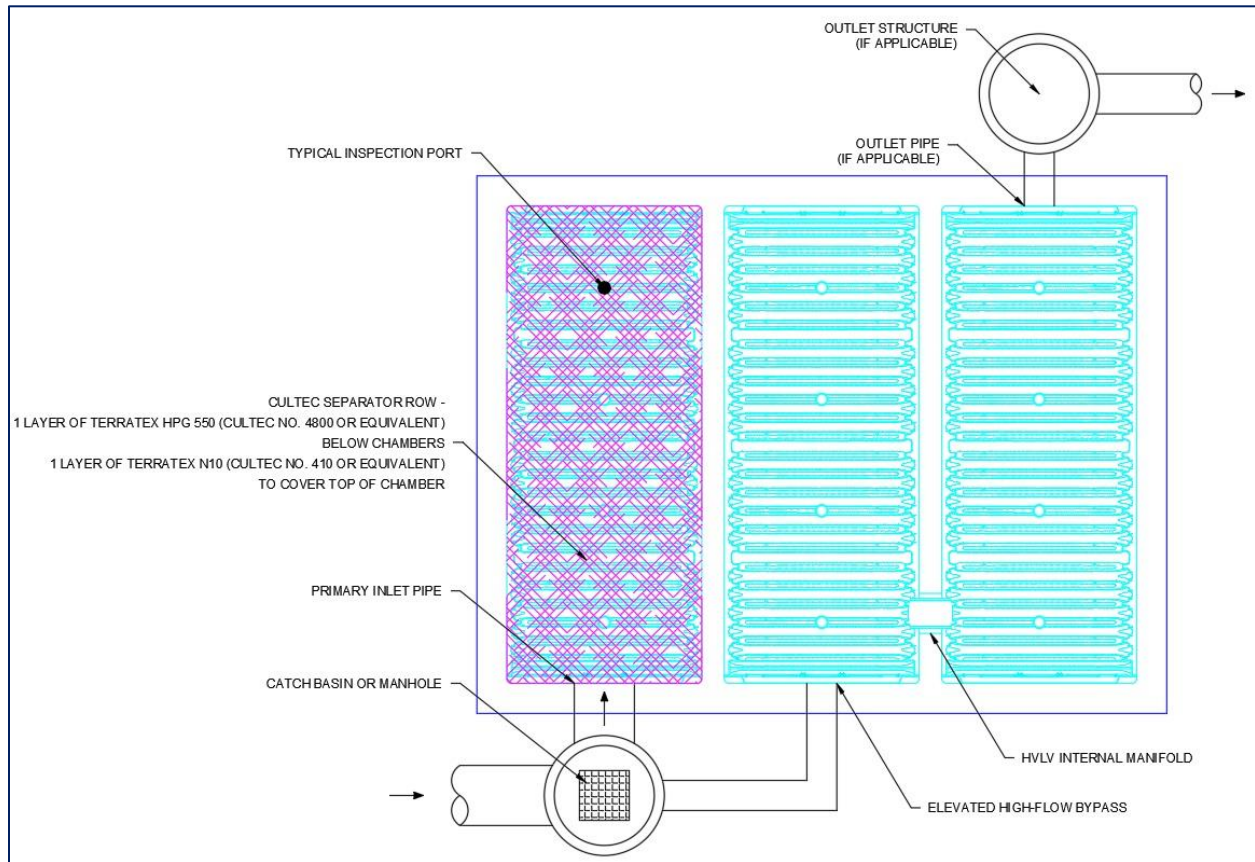 OUTLET STRUCTURE
(IF APPLICABLE)
TYPICAL INSPECTION PORT
OUTLET PIPE
(IF APPLICABLE)
CULTEC SEPARATOR ROW -
1 LAYER OF TERRATEX HPG 550 (CULTEC NO. 4800 OR EQUIVALENT)
BELOW CHAMBERS
1 LAYER OF TERRATEX N10 (CULTEC NO. 410 OR EQUIVALENT)
TO COVER TOP OF CHAMBER
PRIMARY INLET PIPE
CATCH BASIN OR MANHOLE
HVLV INTERNAL MANIFOLD
ELEVATED HIGH-FLOW BYPASS